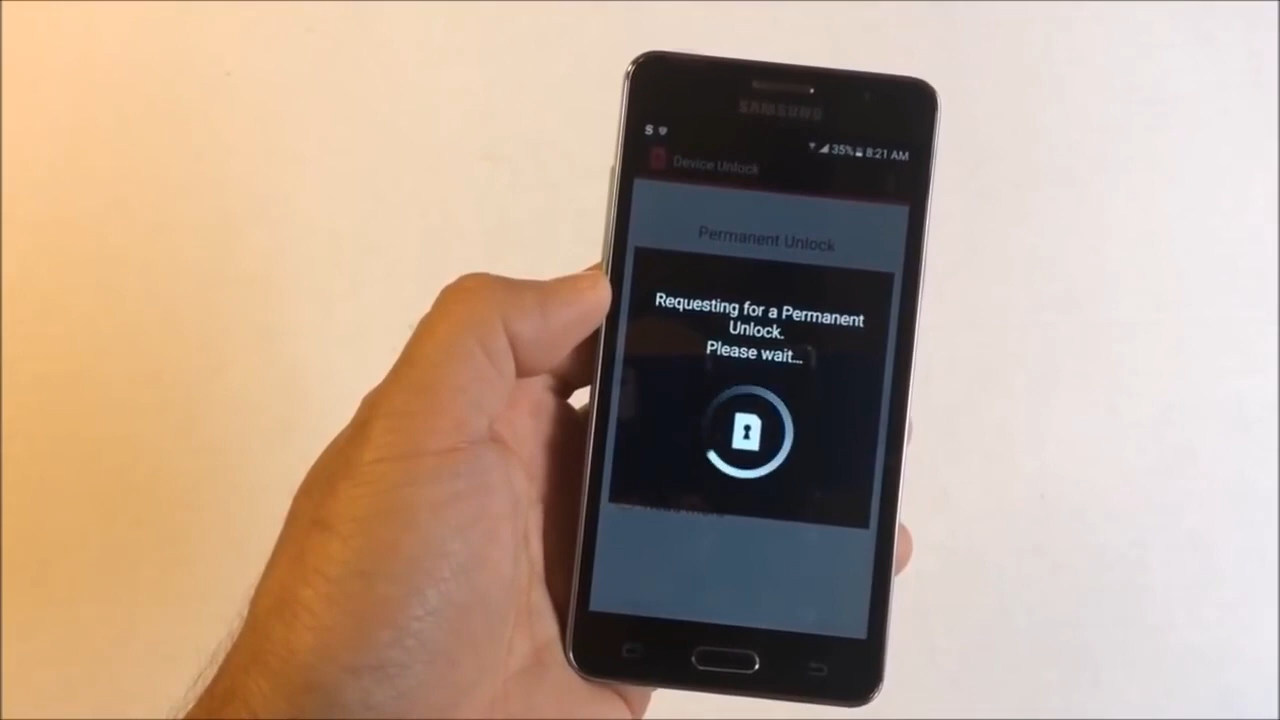 SAMSUNG
S 35% 8:21 AM
Device Unlock
Permanent Unlock
Requesting for a Permanent
Unlock.
Please wait...